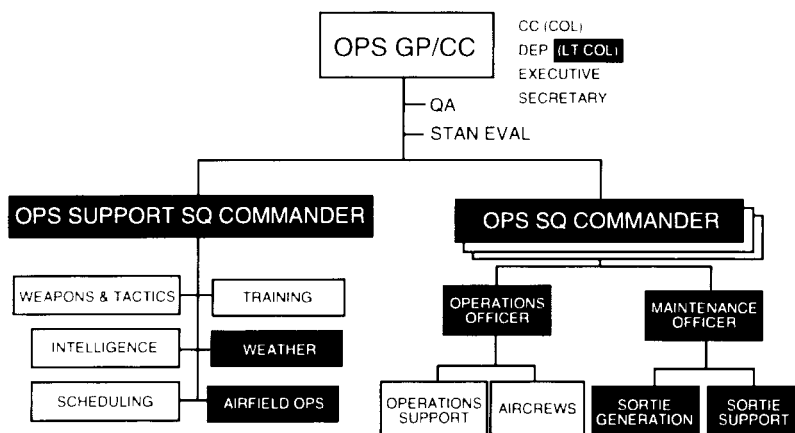 OPS GP/CC
CC (COL)
DEP (LT COL)
EXECUTIVE
SECRETARY
QA
STAN EVAL
OPS SUPPORT SQ COMMANDER
OPS SQ COMMANDER
WEAPONS & TACTICS
TRAINING
INTELLIGENCE
WEATHER
SCHEDULING
AIRFIELD OPS
OPERATIONS
OFFICER
MAINTENANCE
OFFICER
OPERATIONS
SUPPORT
AIRCREWS
SORTIE
GENERATION
SORTIE
SUPPORT